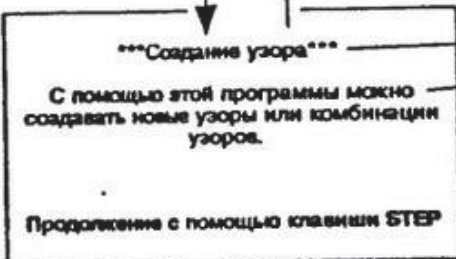 ***Создание узора***
С помощью этой программы можно
создавать новые узоры или комбинации
узоров.
Продолжение с помощью клавиши STEP